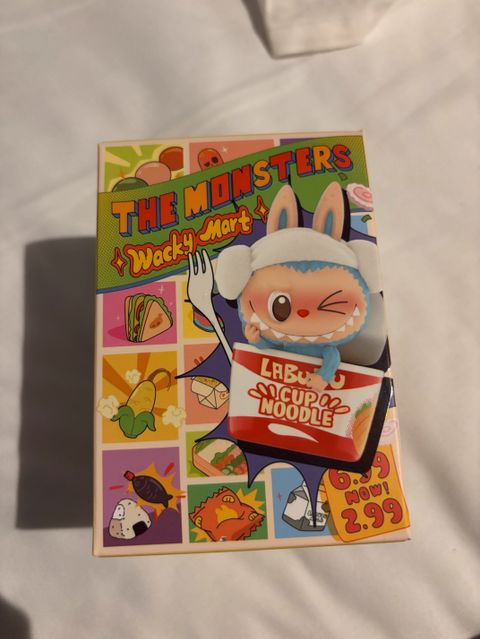 THE MONSTERS
Wacky Mart
LABUBU
CUP
NOODLE
6.99
NOW!
2.99